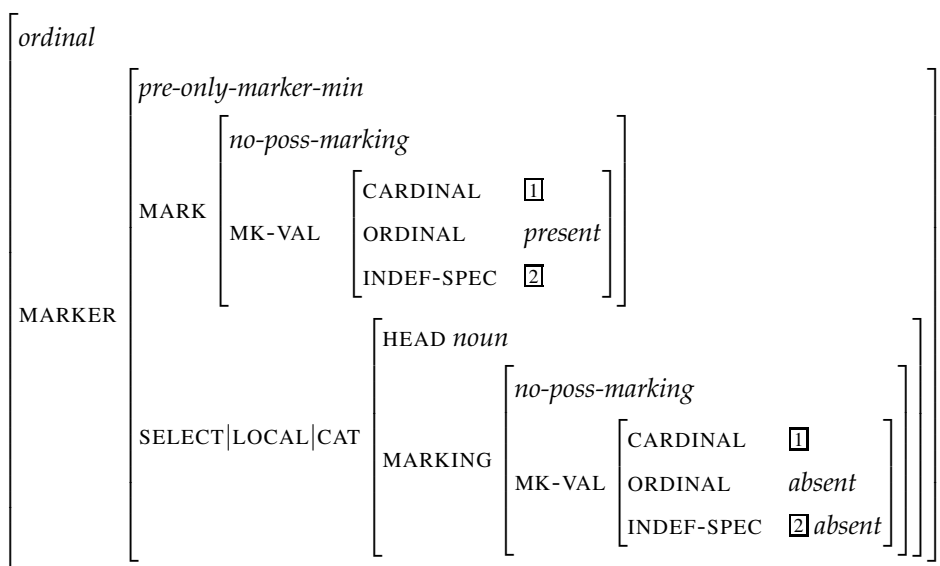 ordinal
pre-only-marker-min
no-poss-marking
CARDINAL 1
MARK MK-VAL ORDINAL present
INDEF-SPEC 2
MARKER
HEAD noun
no-poss-marking
SELECT|LOCAL|CAT CARDINAL 1
MARKING MK-VAL ORDINAL absent
INDEF-SPEC 2 absent